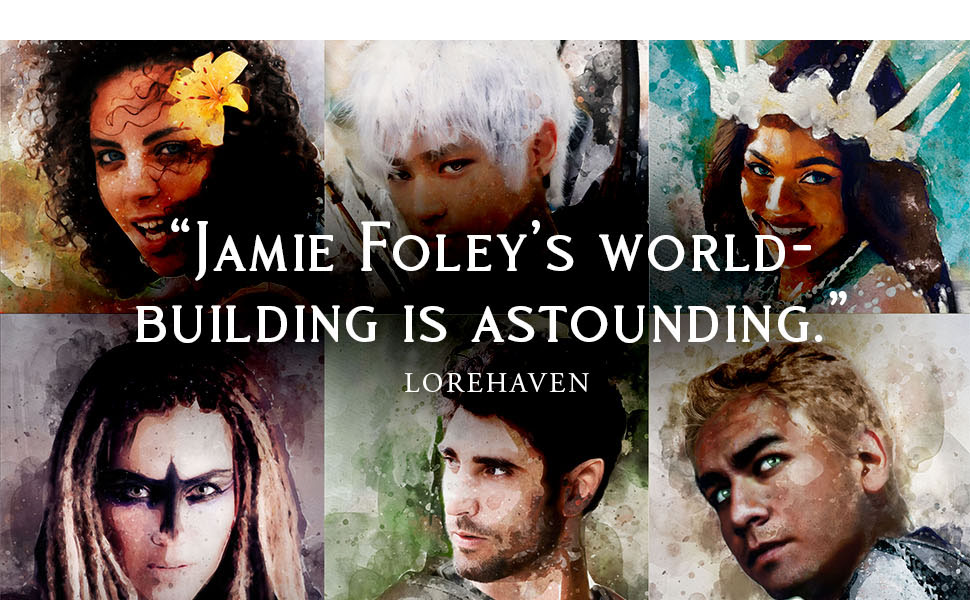 “Jamie Foley’s world-
building is astounding.”
LOREHAVEN